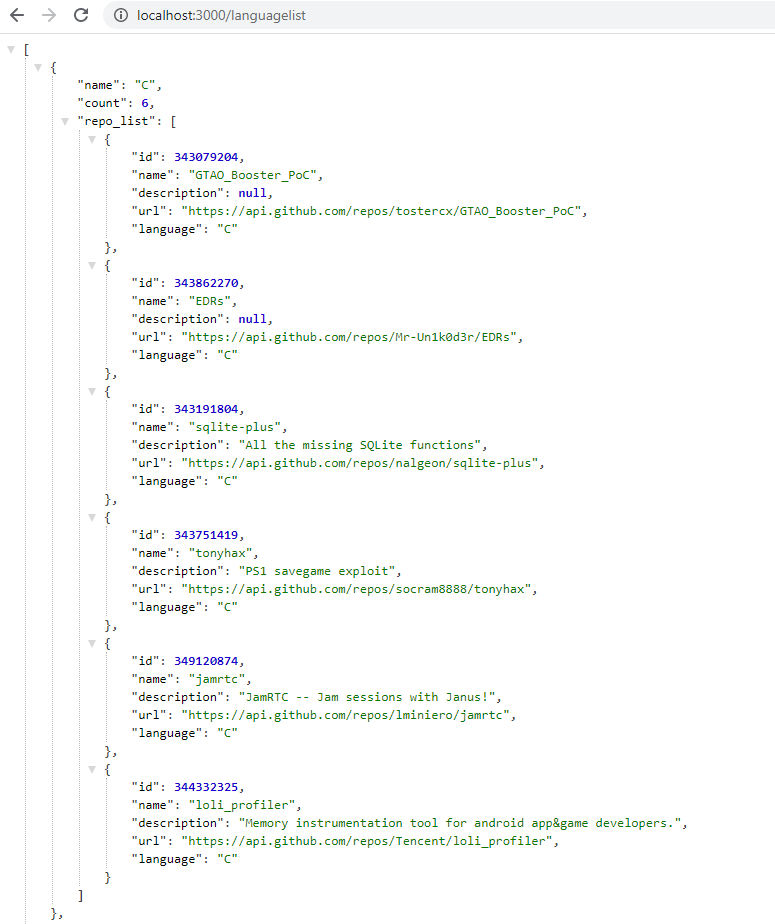 localhost:3000/languagelist
[
{
"name": "C",
"count": 6,
"repo_list": [
{
"id": 343079204,
"name": "GTAO_Booster_PoC",
"description": null,
"url": "https://api.github.com/repos/tostercx/GTAO_Booster_PoC",
"language": "C"
},
{
"id": 343862270,
"name": "EDRs",
"description": null,
"url": "https://api.github.com/repos/Mr-Un1k0d3r/EDRs",
"language": "C"
},
{
"id": 343191804,
"name": "sqlite-plus",
"description": "All the missing SQLite functions",
"url": "https://api.github.com/repos/nalgeon/sqlite-plus",
"language": "C"
},
{
"id": 343751419,
"name": "tonyhax",
"description": "PS1 savegame exploit",
"url": "https://api.github.com/repos/socram8888/tonyhax",
"language": "C"
},
{
"id": 349120874,
"name": "jamrtc",
"description": "JamRTC -- Jam sessions with Janus!",
"url": "https://api.github.com/repos/lminiero/jamrtc",
"language": "C"
},
{
"id": 344332325,
"name": "loli_profiler",
"description": "Memory instrumentation tool for android app&game developers.",
"url": "https://api.github.com/repos/Tencent/loli_profiler",
"language": "C"
}
]
},